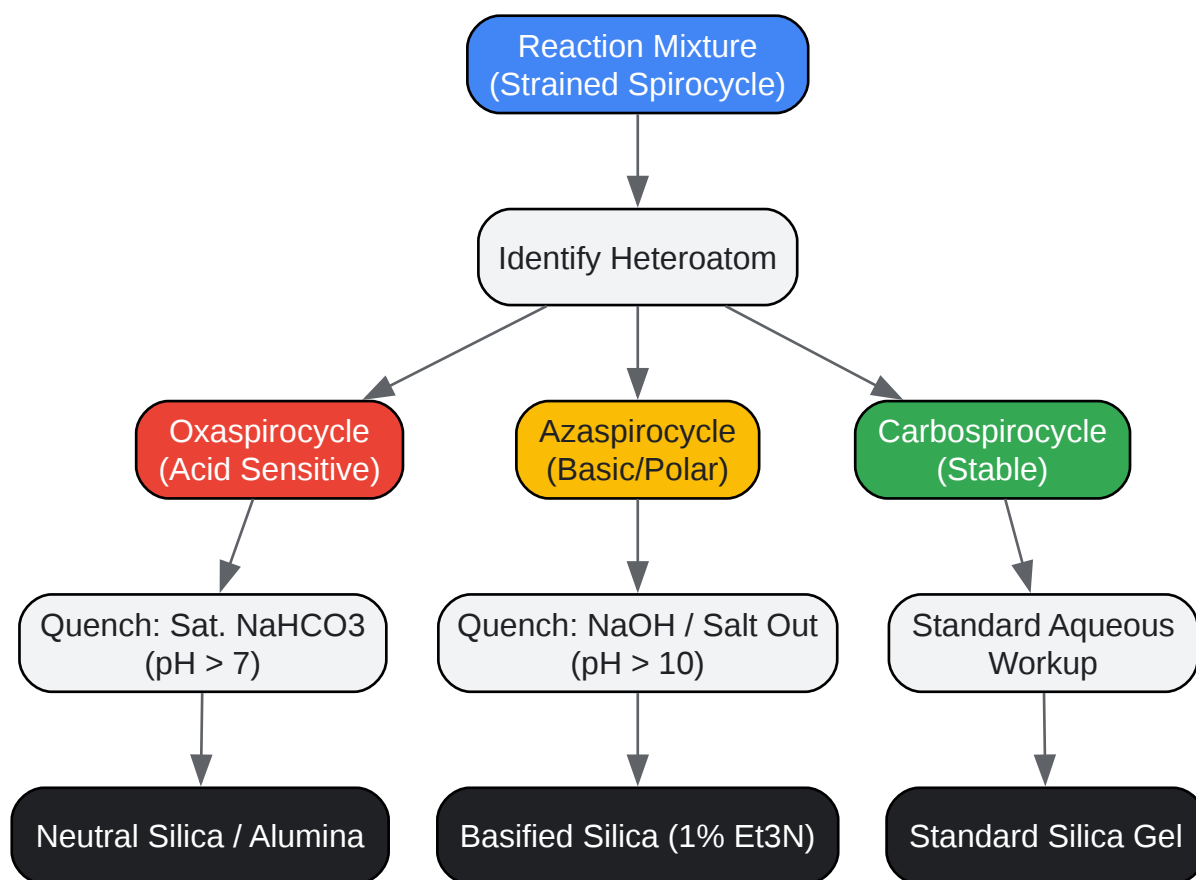 Reaction Mixture
(Strained Spirocycle)
Identify Heteroatom
Oxaspirocycle
(Acid Sensitive)
Azaspirocycle
(Basic/Polar)
Carbospirocycle
(Stable)
Quench: Sat. NaHCO3
(pH > 7)
Quench: NaOH / Salt Out
(pH > 10)
Standard Aqueous
Workup
Neutral Silica / Alumina
Basified Silica (1% Et3N)
Standard Silica Gel